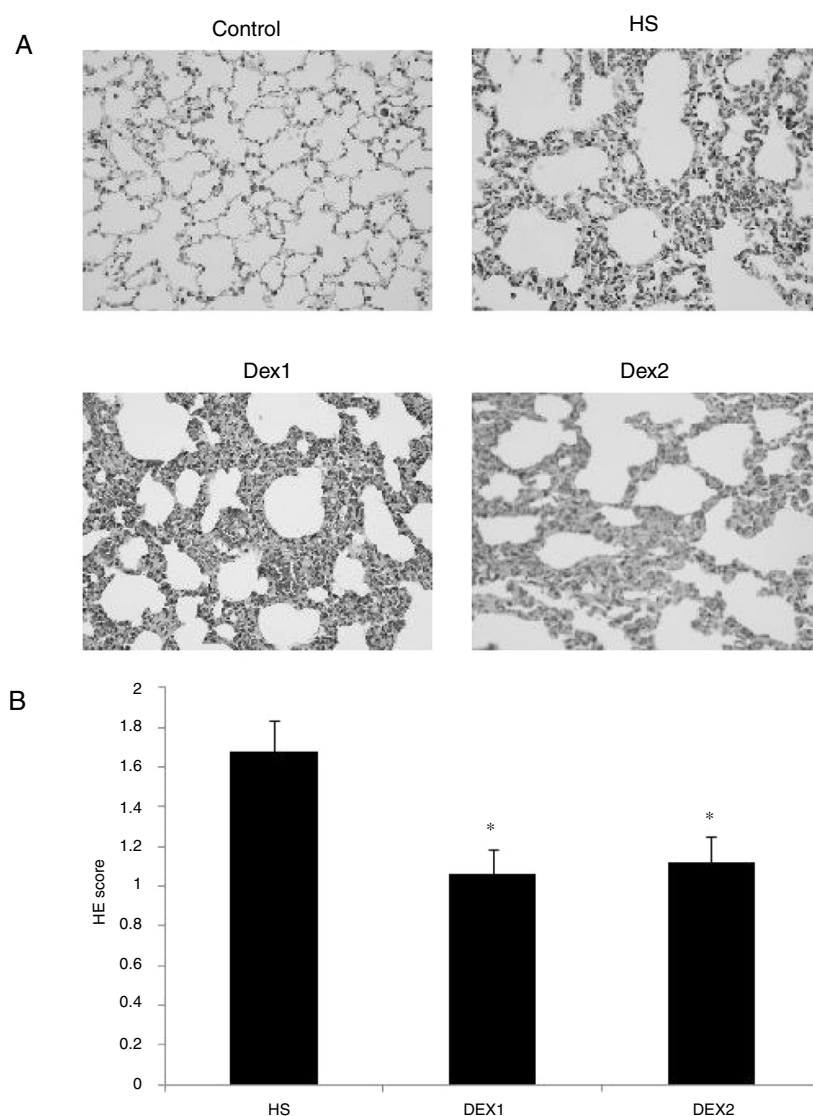 A
Control
HS
Dex1
Dex2
B
2
1.8
1.6
1.4
1.2
1
0.8
0.6
0.4
0.2
0
HE score
*
*
HS
DEX1
DEX2